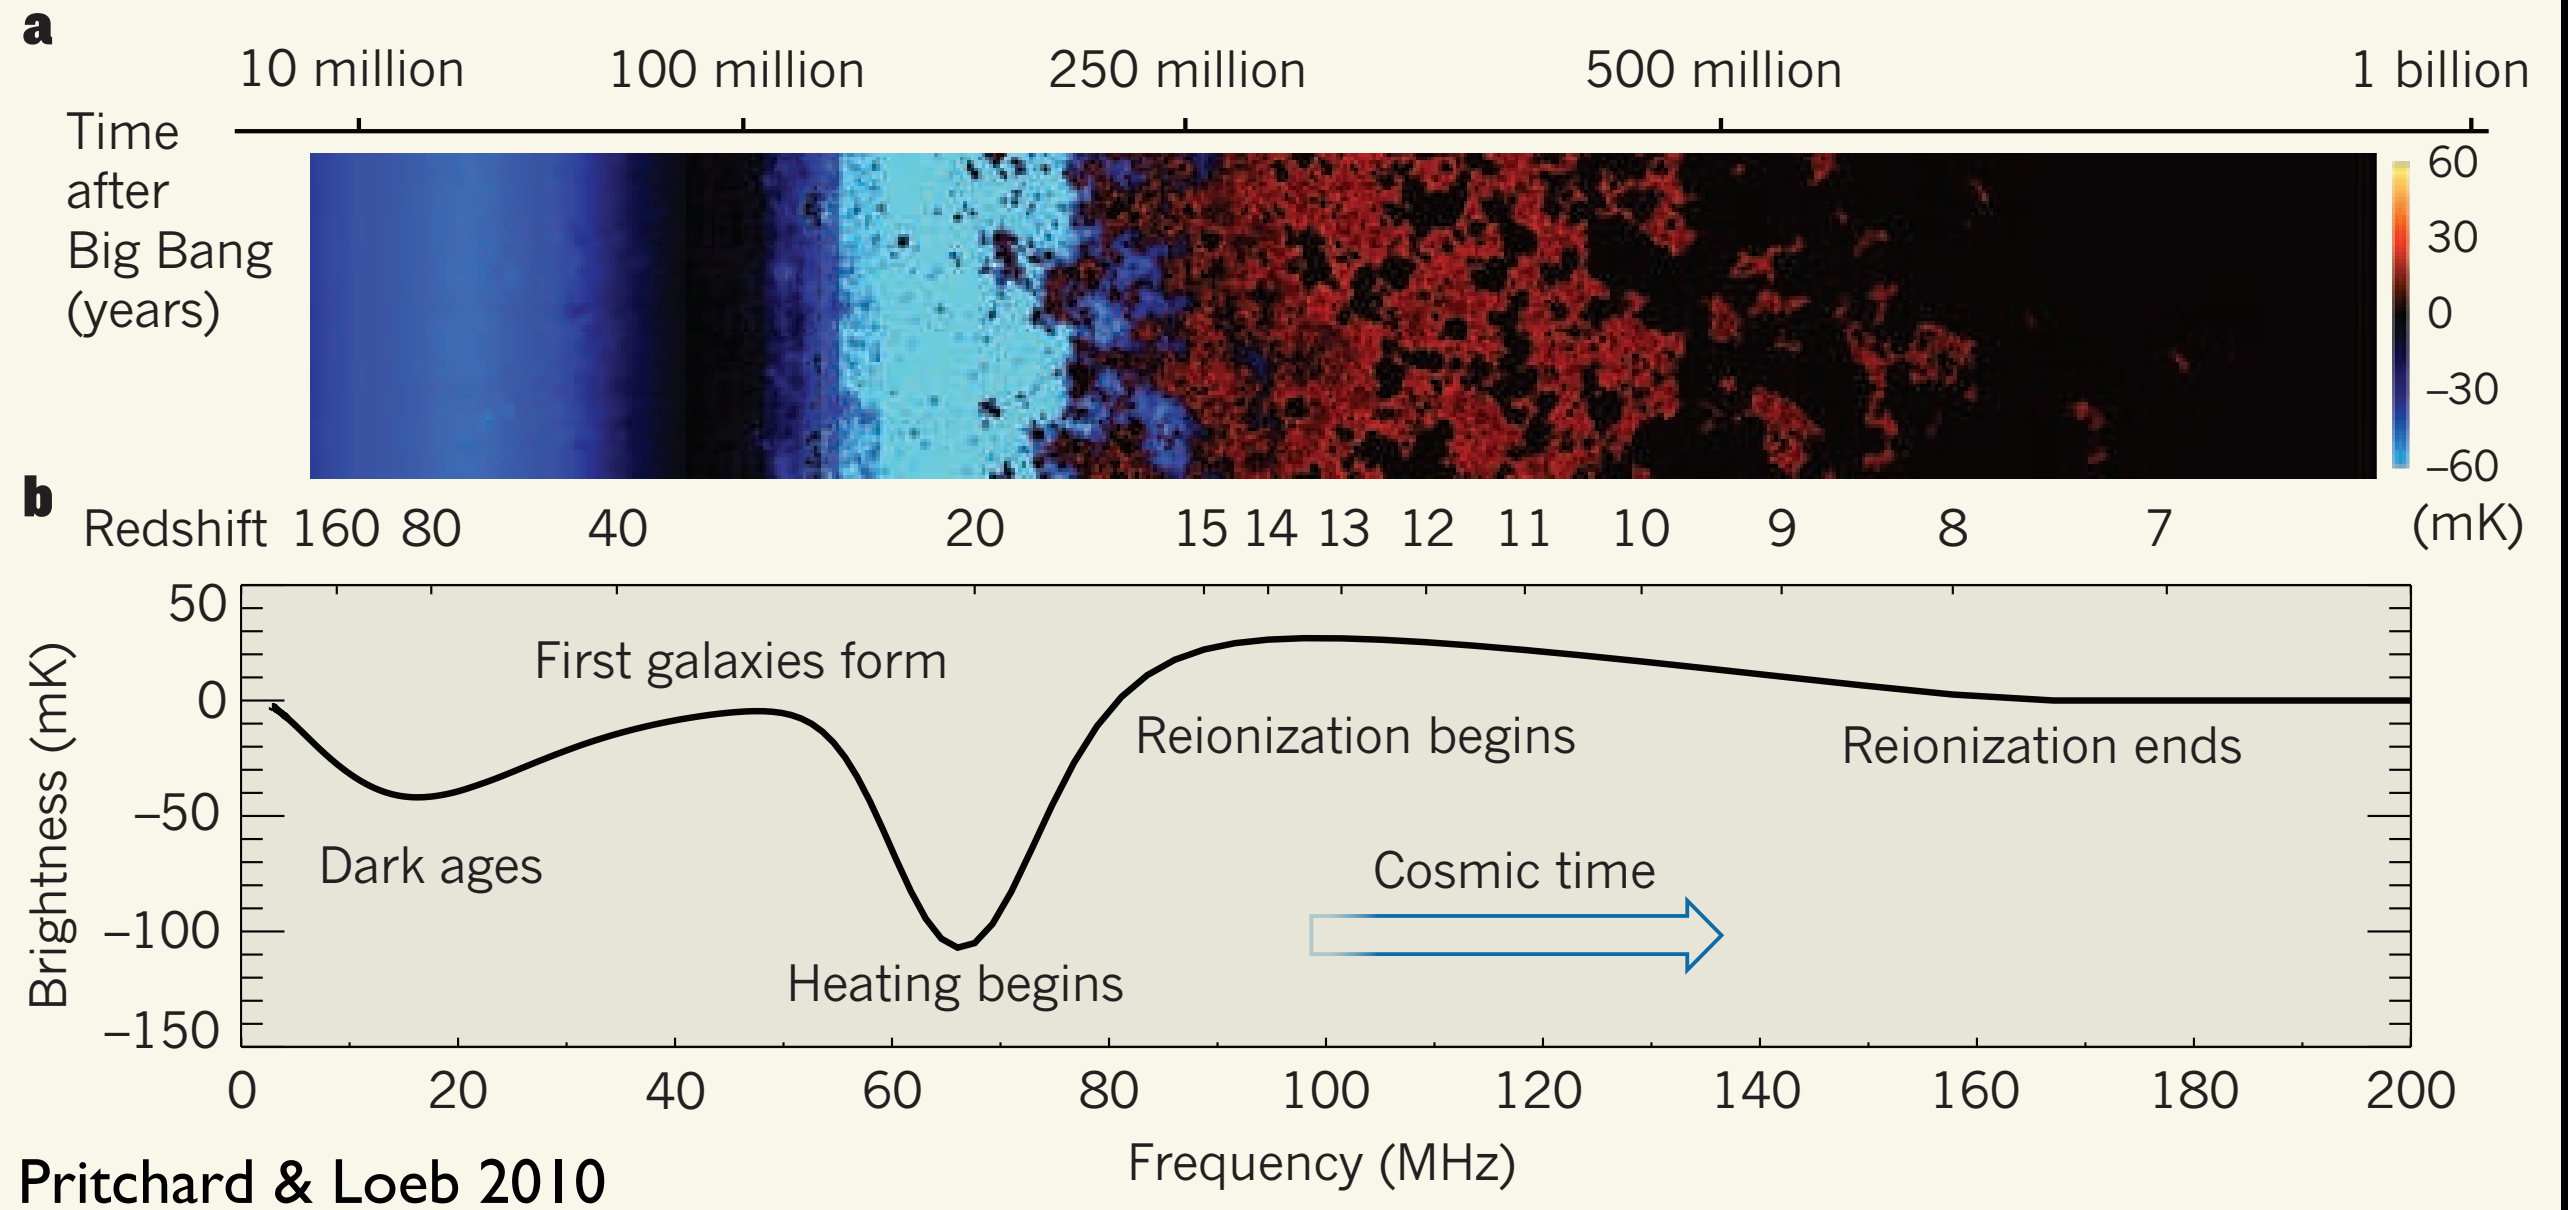 a
10 million 100 million 250 million 500 million 1 billion
Time
after
Big Bang
(years)
60
30
0
–30
–60
(mK)
b
Redshift 160 80 40 20 15 14 13 12 11 10 9 8 7
Brightness (mK)
50
0
–50
–100
–150
First galaxies form
Reionization begins
Reionization ends
Dark ages
Cosmic time
Heating begins
0 20 40 60 80 100 120 140 160 180 200
Frequency (MHz)
Pritchard & Loeb 2010